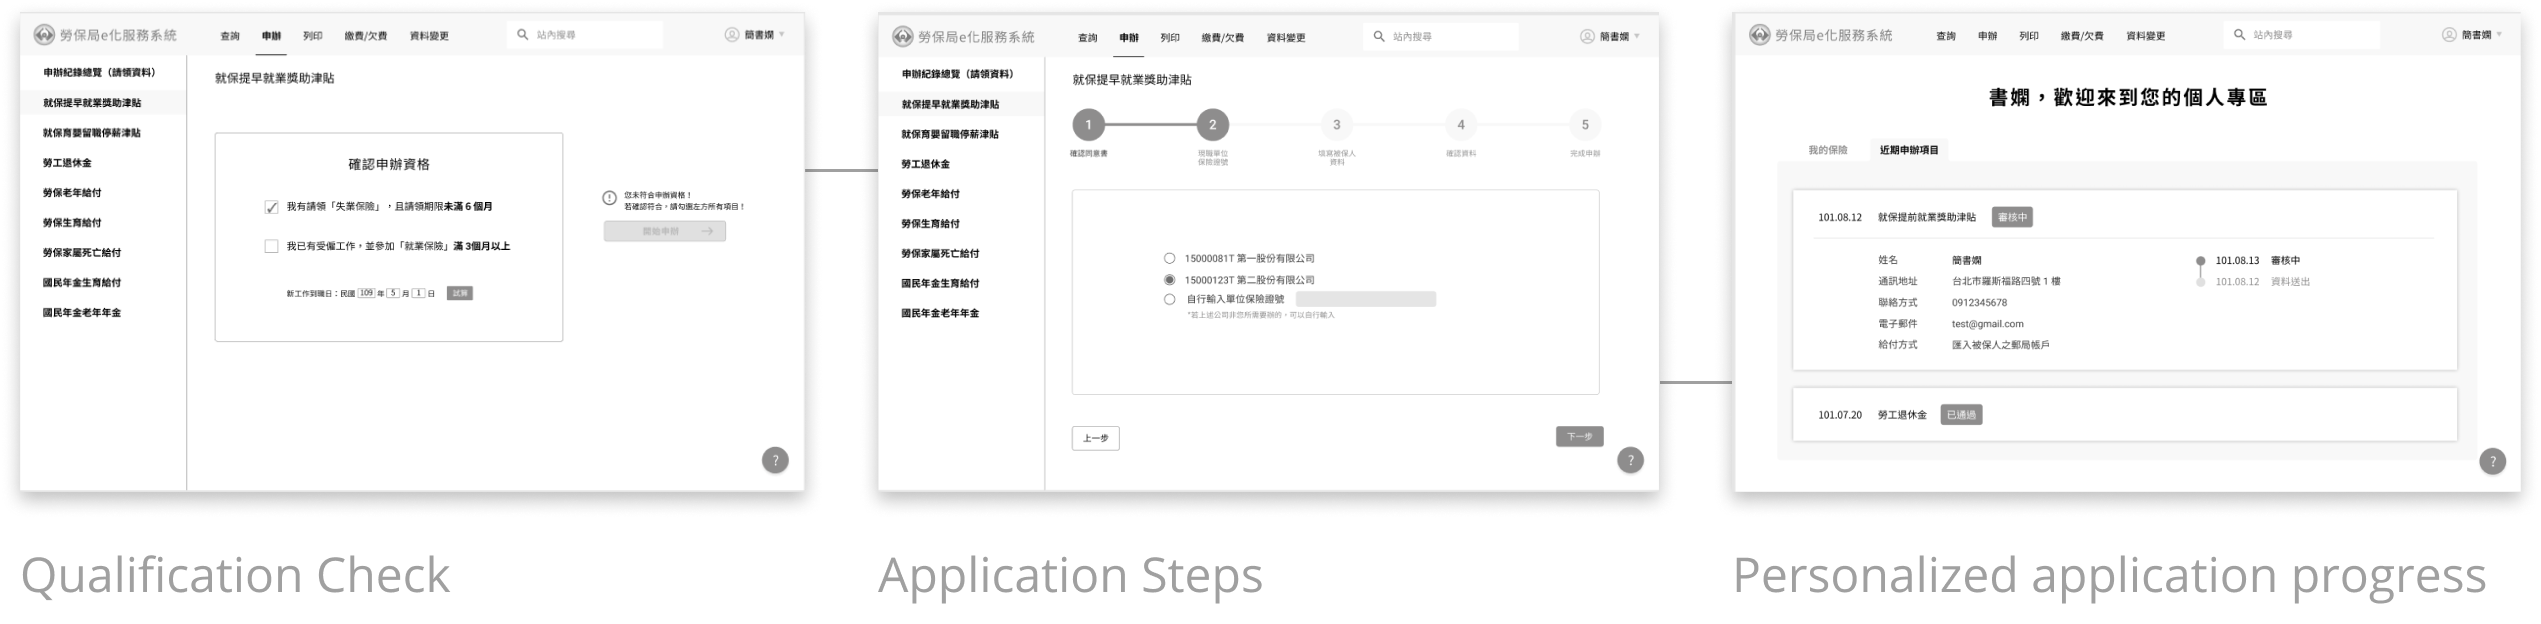 勞保局e化服務系統
查詢 申辦 列印 繳費/欠費 資料變更
站內搜尋
簡書嫻
申辦紀錄總覽（請領資料）
就保提早就業獎助津貼
就保育嬰留職停薪津貼
勞工退休金
勞保老年給付
勞保生育給付
勞保家屬死亡給付
國民年金生育給付
國民年金老年年金
就保提早就業獎助津貼
確認申辦資格
我有請領「失業保險」，且請領期限未滿 6 個月
我已有受僱工作，並參加「就業保險」滿 3個月以上
新工作到職日：民國 109 年 5 月 1 日 試算
您未符合申辦資格！
若確認符合，請勾選左方所有項目！
開始申辦
?
Qualification Check
勞保局e化服務系統
查詢 申辦 列印 繳費/欠費 資料變更
站內搜尋
簡書嫻
申辦紀錄總覽（請領資料）
就保提早就業獎助津貼
就保育嬰留職停薪津貼
勞工退休金
勞保老年給付
勞保生育給付
勞保家屬死亡給付
國民年金生育給付
國民年金老年年金
就保提早就業獎助津貼
1 2 3 4 5
確認同意書
現職單位
保險證號
填寫被保人
資料
確認資料
完成申辦
15000081T 第一股份有限公司
15000123T 第二股份有限公司
自行輸入單位保險證號
*若上述公司非您所需要辦的，可以自行輸入
上一步
下一步
?
Application Steps
勞保局e化服務系統
查詢 申辦 列印 繳費/欠費 資料變更
站內搜尋
簡書嫻
書嫻，歡迎來到您的個人專區
我的保險 近期申辦項目
101.08.12 就保提前就業獎助津貼 審核中
姓名 簡書嫻
通訊地址 台北市羅斯福路四號 1 樓
聯絡方式 0912345678
電子郵件 test@gmail.com
給付方式 匯入被保人之郵局帳戶
101.08.13 審核中
101.08.12 資料送出
101.07.20 勞工退休金 已通過
?
Personalized application progress